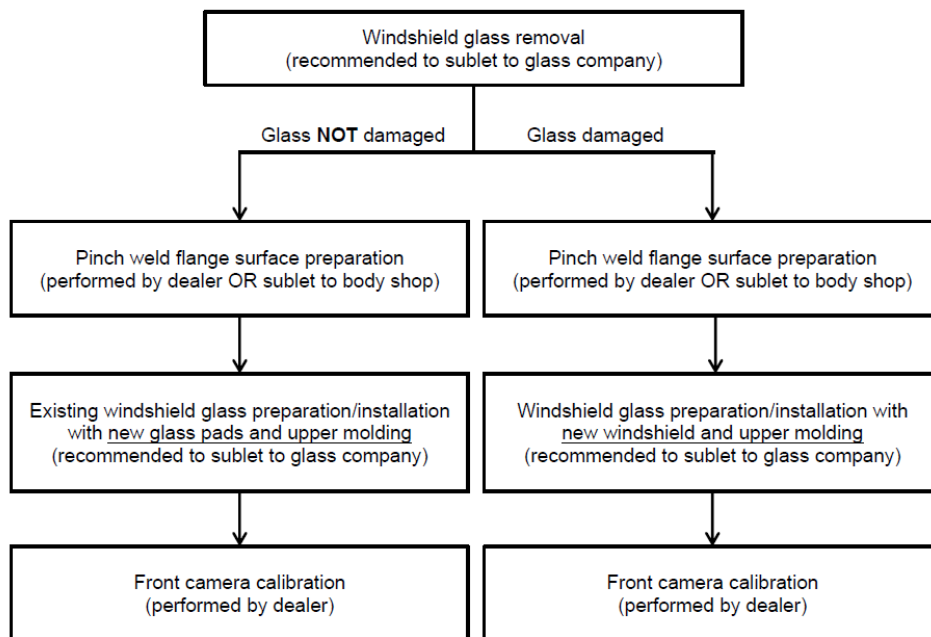 Windshield glass removal
(recommended to sublet to glass company)
Glass NOT damaged
Glass damaged
Pinch weld flange surface preparation
(performed by dealer OR sublet to body shop)
Pinch weld flange surface preparation
(performed by dealer OR sublet to body shop)
Existing windshield glass preparation/installation
with new glass pads and upper molding
(recommended to sublet to glass company)
Windshield glass preparation/installation with
new windshield and upper molding
(recommended to sublet to glass company)
Front camera calibration
(performed by dealer)
Front camera calibration
(performed by dealer)